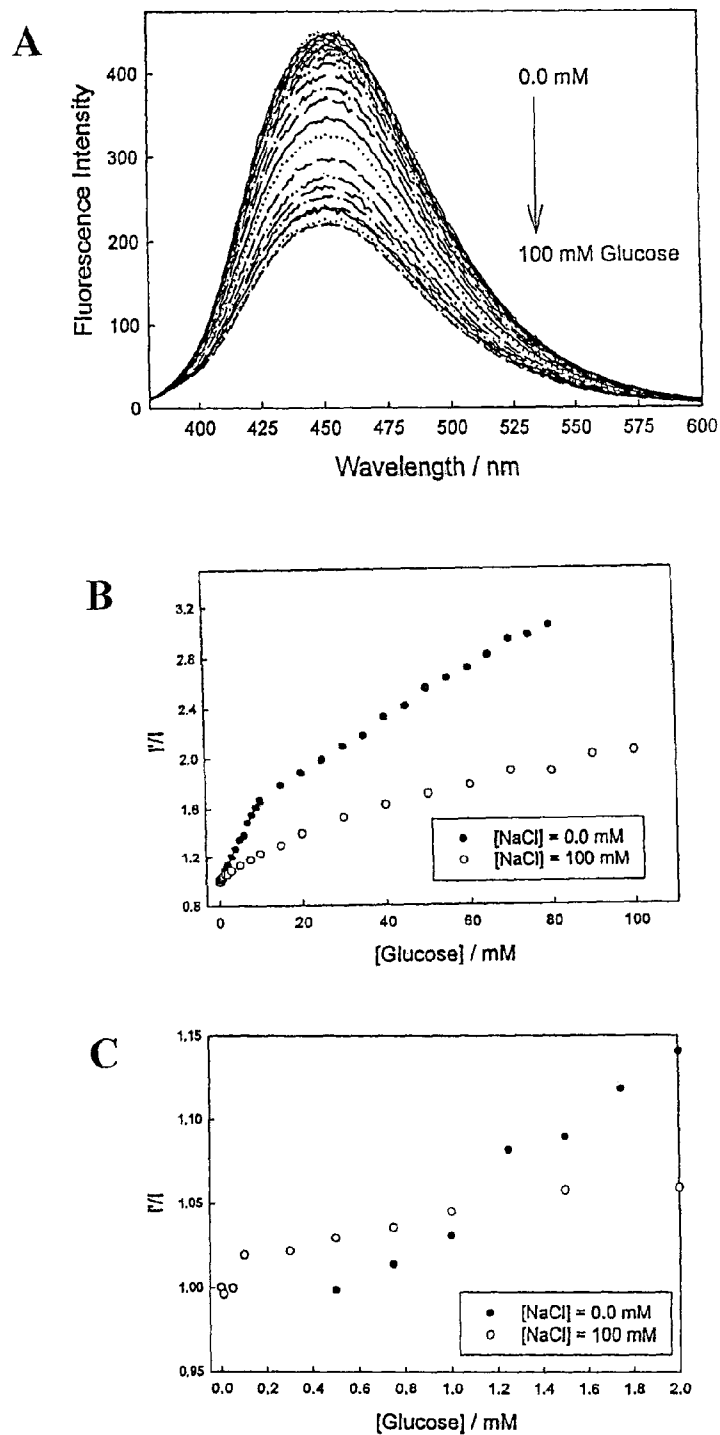 A
Fluorescence Intensity
400
300
200
100
0
0.0 mM
100 mM Glucose
400 425 450 475 500 525 550 575 600
Wavelength / nm
B
I'/I
3.2
2.8
2.4
2.0
1.6
1.2
0.8
[NaCl] = 0.0 mM
[NaCl] = 100 mM
0 20 40 60 80 100
[Glucose] / mM
C
I'/I
1.15
1.10
1.05
1.00
0.95
[NaCl] = 0.0 mM
[NaCl] = 100 mM
0.0 0.2 0.4 0.6 0.8 1.0 1.2 1.4 1.6 1.8 2.0
[Glucose] / mM